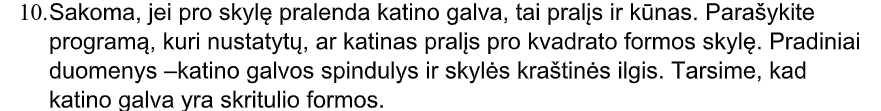 10.Sakoma, jei pro skylę pralenda katino galva, tai pralįs ir kūnas. Parašykite
programą, kuri nustatytų, ar katinas pralįs pro kvadrato formos skylę. Pradiniai
duomenys –katino galvos spindulys ir skylės kraštinės ilgis. Tarsime, kad
katino galva yra skritulio formos.